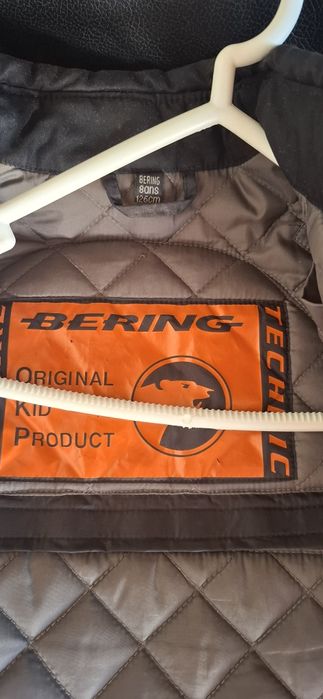 BERING
8ans
126cm
BERING
ORIGINAL
KID
PRODUCT
TECHNIC